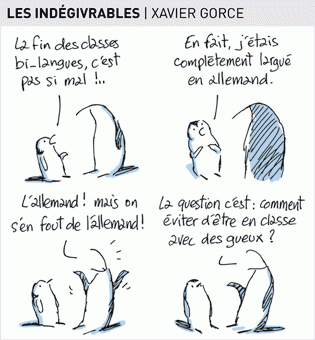 LES INDÉGIVRABLES | XAVIER GORCE
La fin des classes
bi-langues, c'est
pas si mal !..
En fait, j'étais
complètement largué
en allemand.
L'allemand ! mais on
s'en fout de l'allemand !
La question c'est : comment
éviter d'être en classe
avec des gueux ?